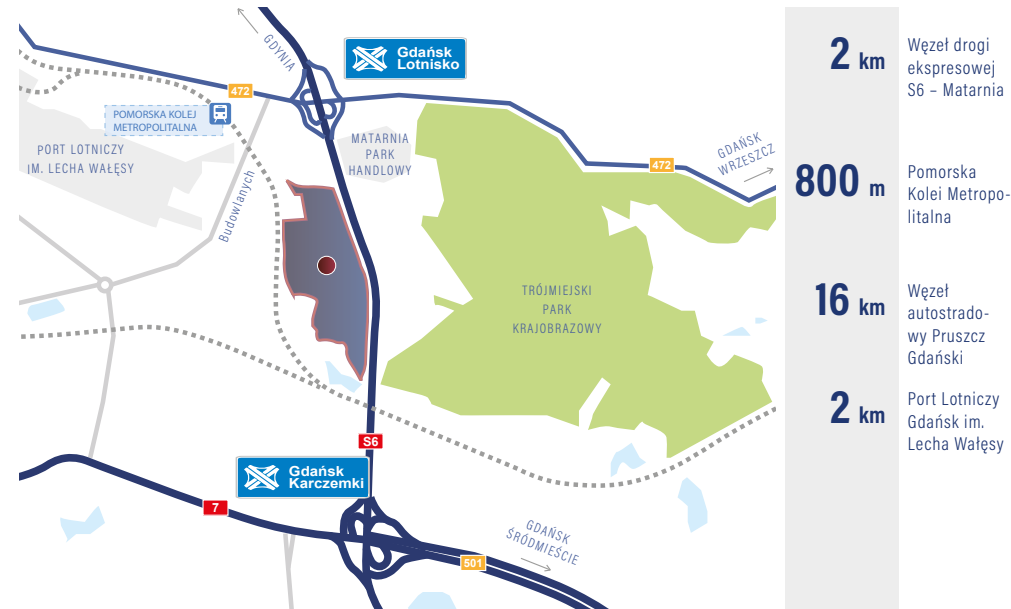 GDYNIA
Gdańsk
Lotnisko
472
POMORSKA KOLEJ
METROPOLITALNA
PORT LOTNICZY
IM. LECHA WAŁĘSY
Budowlanych
MATARNIA
PARK
HANDLOWY
GDAŃSK
WRZESZCZ
472
TRÓJMIEJSKI
PARK
KRAJOBRAZOWY
S6
Gdańsk
Karczemki
7
GDAŃSK
ŚRÓDMIEŚCIE
501
2 km
Węzeł drogi
ekspresowej
S6 – Matarnia
800 m
Pomorska
Kolei Metropo-
litalna
16 km
Węzeł
autostrado-
wy Pruszcz
Gdański
2 km
Port Lotniczy
Gdańsk im.
Lecha Wałęsy